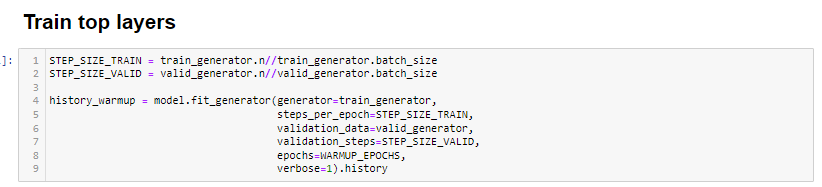 Train top layers
]:
1 STEP_SIZE_TRAIN = train_generator.n//train_generator.batch_size
2 STEP_SIZE_VALID = valid_generator.n//valid_generator.batch_size
3
4 history_warmup = model.fit_generator(generator=train_generator,
5                                      steps_per_epoch=STEP_SIZE_TRAIN,
6                                      validation_data=valid_generator,
7                                      validation_steps=STEP_SIZE_VALID,
8                                      epochs=WARMUP_EPOCHS,
9                                      verbose=1).history